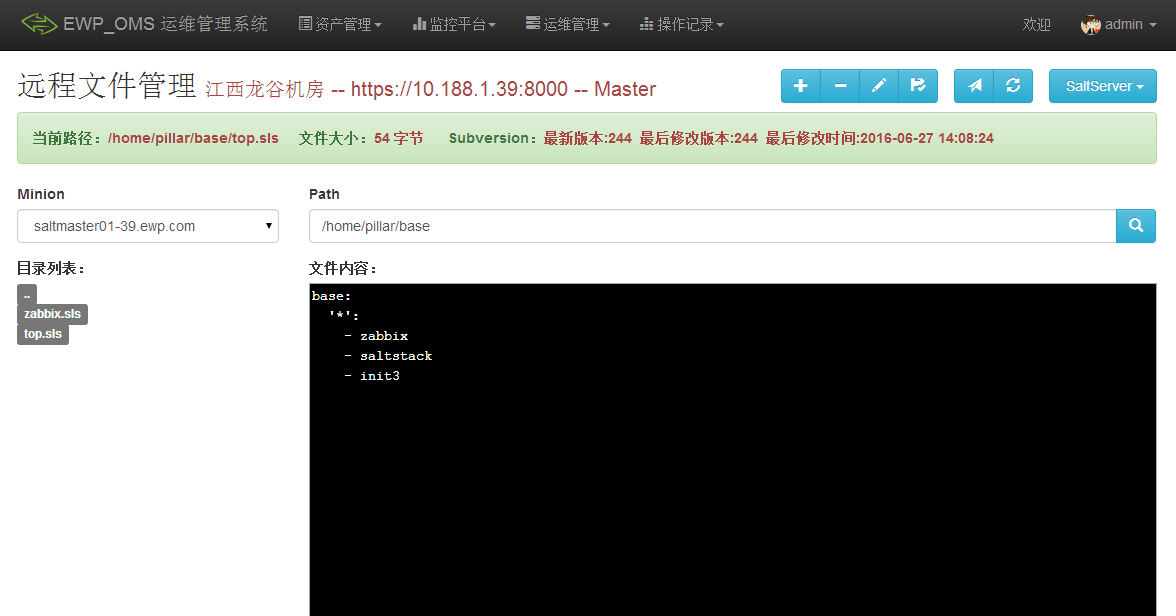 EWP_OMS 运维管理系统 资产管理 监控平台 运维管理 操作记录 欢迎 admin
远程文件管理 江西龙谷机房 -- https://10.188.1.39:8000 -- Master SaltServer
当前路径：/home/pillar/base/top.sls 文件大小：54 字节 Subversion：最新版本:244 最后修改版本:244 最后修改时间:2016-06-27 14:08:24
Minion Path
saltmaster01-39.ewp.com /home/pillar/base
目录列表： 文件内容：
..
zabbix.sls
top.sls
base:
  '*':
    - zabbix
    - saltstack
    - init3